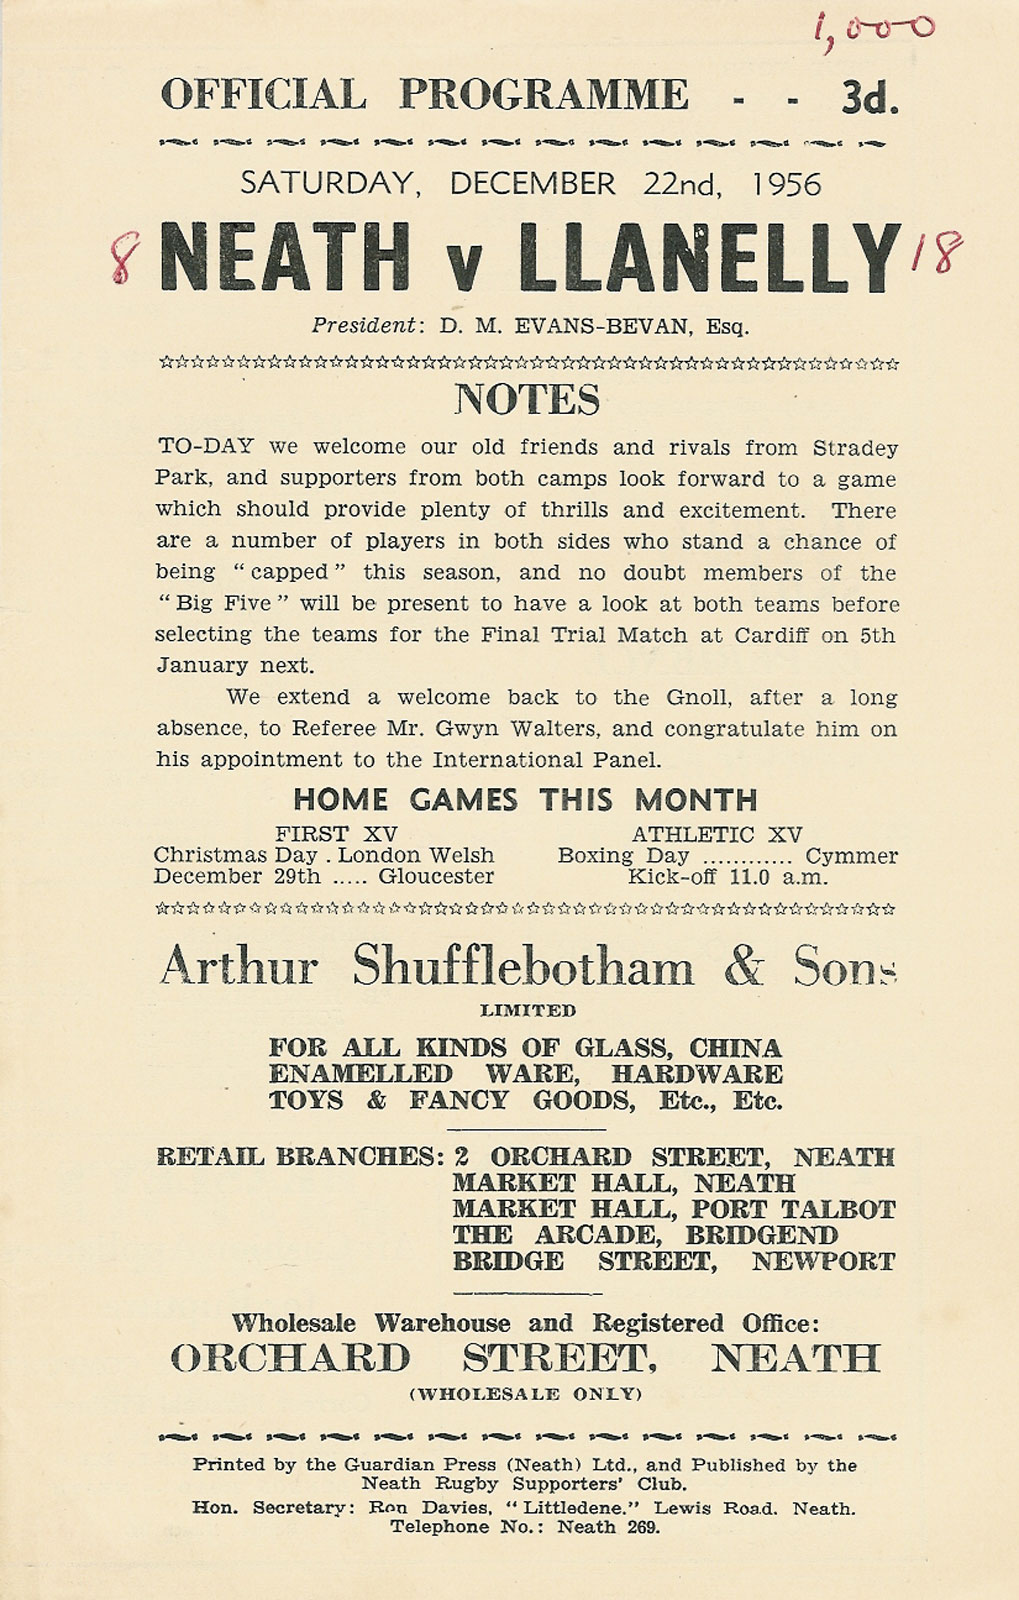 1,000
OFFICIAL PROGRAMME - - 3d.
SATURDAY, DECEMBER 22nd, 1956
8 NEATH v LLANELLY 18
President: D. M. EVANS-BEVAN, Esq.
NOTES
TO-DAY we welcome our old friends and rivals from Stradey
Park, and supporters from both camps look forward to a game
which should provide plenty of thrills and excitement. There
are a number of players in both sides who stand a chance of
being “capped” this season, and no doubt members of the
“Big Five” will be present to have a look at both teams before
selecting the teams for the Final Trial Match at Cardiff on 5th
January next.
We extend a welcome back to the Gnoll, after a long
absence, to Referee Mr. Gwyn Walters, and congratulate him on
his appointment to the International Panel.
HOME GAMES THIS MONTH
FIRST XV
Christmas Day . London Welsh
December 29th ..... Gloucester
ATHLETIC XV
Boxing Day ............ Cymmer
Kick-off 11.0 a.m.
Arthur Shufflebotham & Sons
LIMITED
FOR ALL KINDS OF GLASS, CHINA
ENAMELLED WARE, HARDWARE
TOYS & FANCY GOODS, Etc., Etc.
RETAIL BRANCHES: 2 ORCHARD STREET, NEATH
MARKET HALL, NEATH
MARKET HALL, PORT TALBOT
THE ARCADE, BRIDGEND
BRIDGE STREET, NEWPORT
Wholesale Warehouse and Registered Office:
ORCHARD STREET, NEATH
(WHOLESALE ONLY)
Printed by the Guardian Press (Neath) Ltd., and Published by the
Neath Rugby Supporters' Club.
Hon. Secretary: Ron Davies, “Littledene.” Lewis Road. Neath.
Telephone No.: Neath 269.